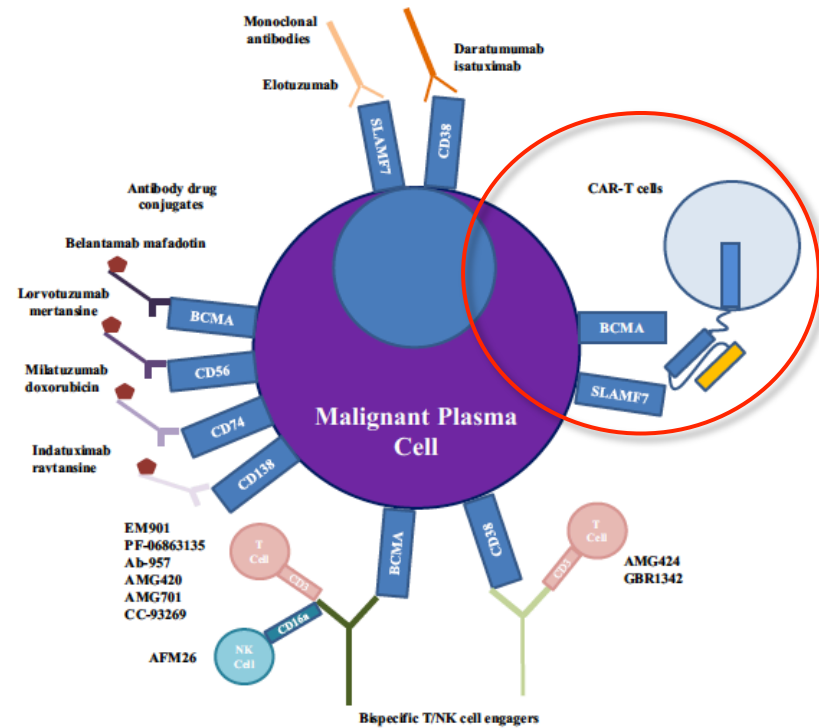 Monoclonal
antibodies
Daratumumab
isatuximab
Elotuzumab
SLAMF7
CD38
CAR-T cells
Antibody drug
conjugates
Belantamab mafadotin
Lorvotuzumab
mertansine
Milatuzumab
doxorubicin
Indatuximab
ravtansine
BCMA
CD56
CD74
CD138
BCMA
SLAMF7
Malignant Plasma
Cell
EM901
PF-06863135
Ab-957
AMG420
AMG701
CC-93269
T
Cell
CD3
BCMA
CD38
T
Cell
CD3
AMG424
GBR1342
AFM26
NK
Cell
CD16a
Bispecific T/NK cell engagers